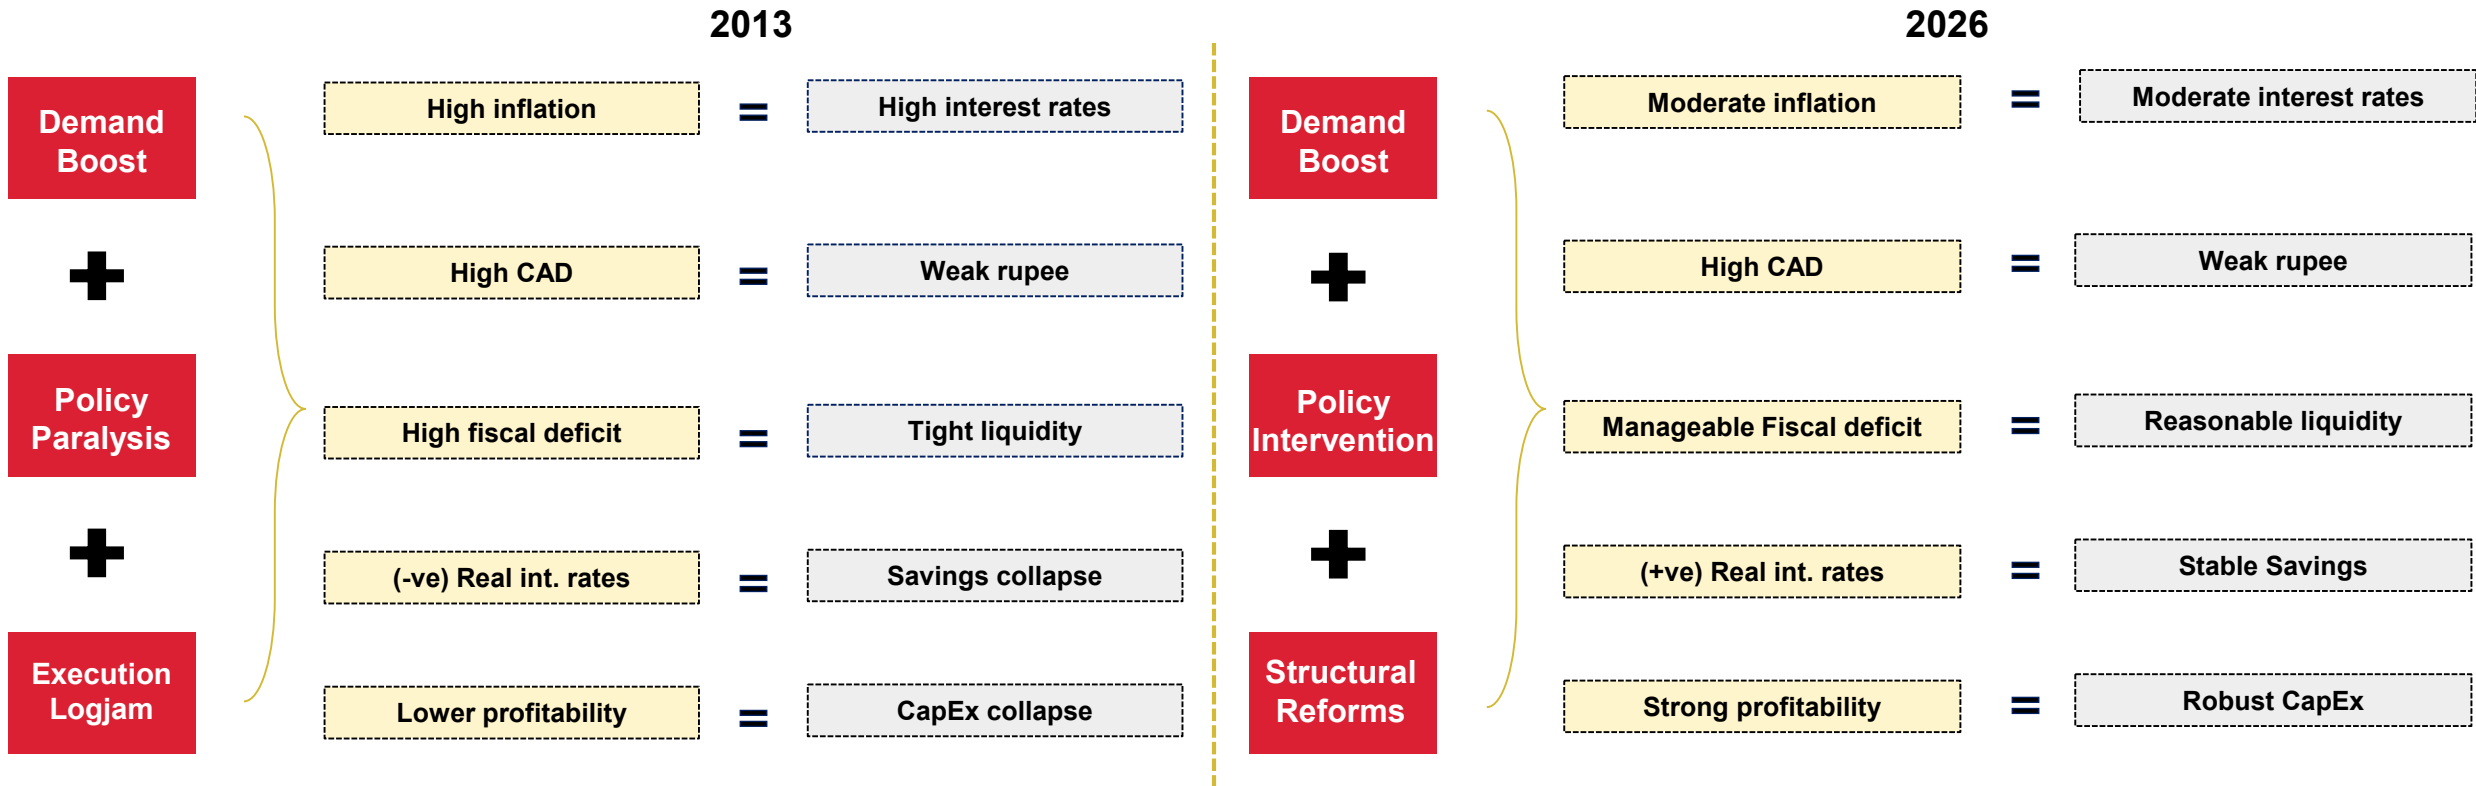 2013
Demand
Boost
Policy
Paralysis
Execution
Logjam
High inflation = High interest rates
High CAD = Weak rupee
High fiscal deficit = Tight liquidity
(-ve) Real int. rates = Savings collapse
Lower profitability = CapEx collapse
2026
Demand
Boost
Policy
Intervention
Structural
Reforms
Moderate inflation = Moderate interest rates
High CAD = Weak rupee
Manageable Fiscal deficit = Reasonable liquidity
(+ve) Real int. rates = Stable Savings
Strong profitability = Robust CapEx